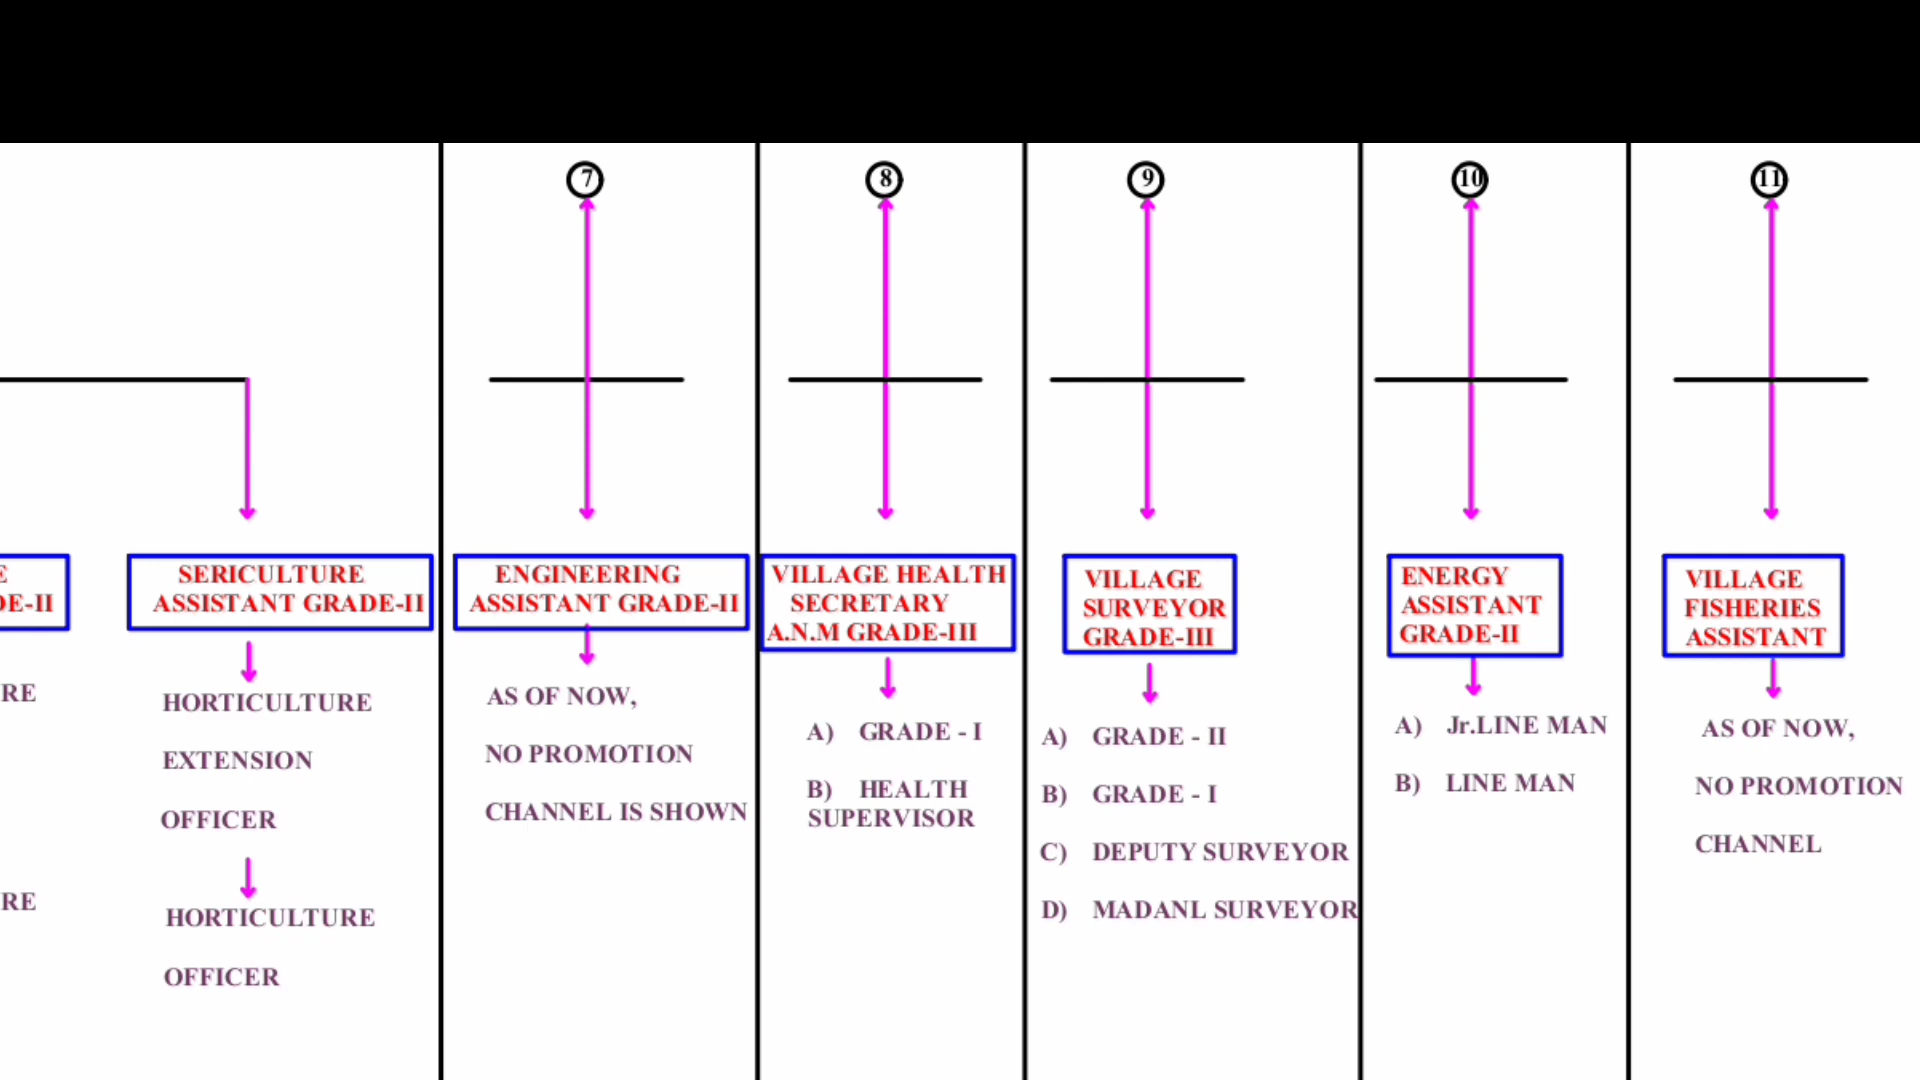 7
8
9
10
11
E
DE-II
RE
RE
SERICULTURE
ASSISTANT GRADE-II
HORTICULTURE
EXTENSION
OFFICER
HORTICULTURE
OFFICER
ENGINEERING
ASSISTANT GRADE-II
AS OF NOW,
NO PROMOTION
CHANNEL IS SHOWN
VILLAGE HEALTH
SECRETARY
A.N.M GRADE-III
A) GRADE - I
B) HEALTH
SUPERVISOR
VILLAGE
SURVEYOR
GRADE-III
A) GRADE - II
B) GRADE - I
C) DEPUTY SURVEYOR
D) MADANL SURVEYOR
ENERGY
ASSISTANT
GRADE-II
A) Jr.LINE MAN
B) LINE MAN
VILLAGE
FISHERIES
ASSISTANT
AS OF NOW,
NO PROMOTION
CHANNEL